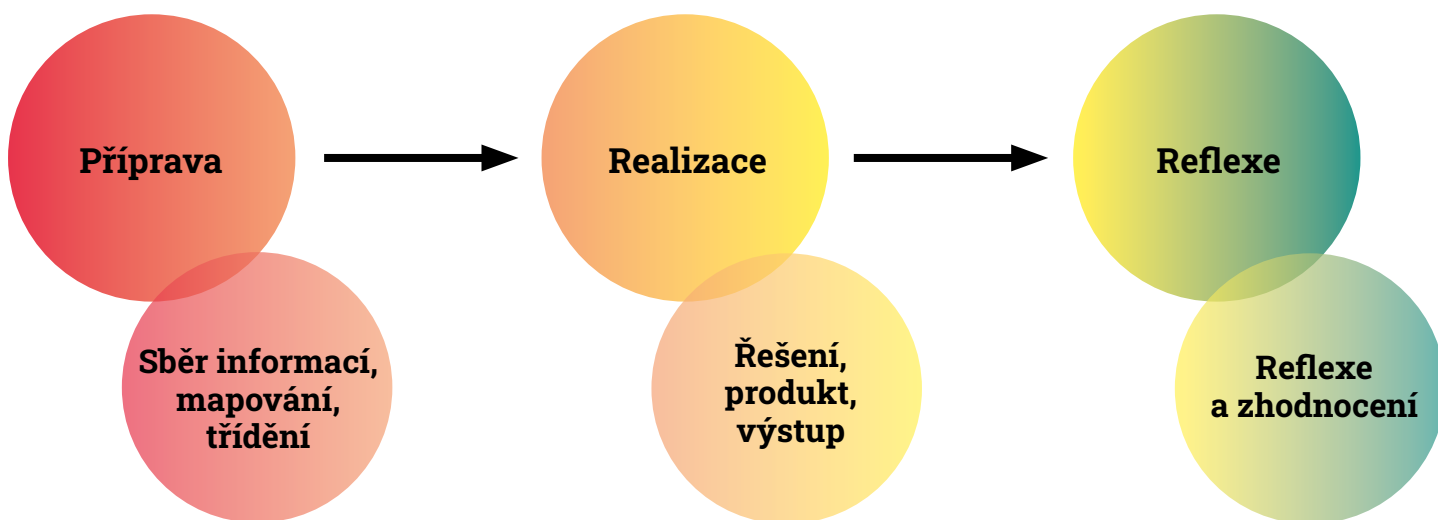 Příprava
Realizace
Reflexe
Sběr informací,
mapování,
třídění
Řešení,
produkt,
výstup
Reflexe
a zhodnocení